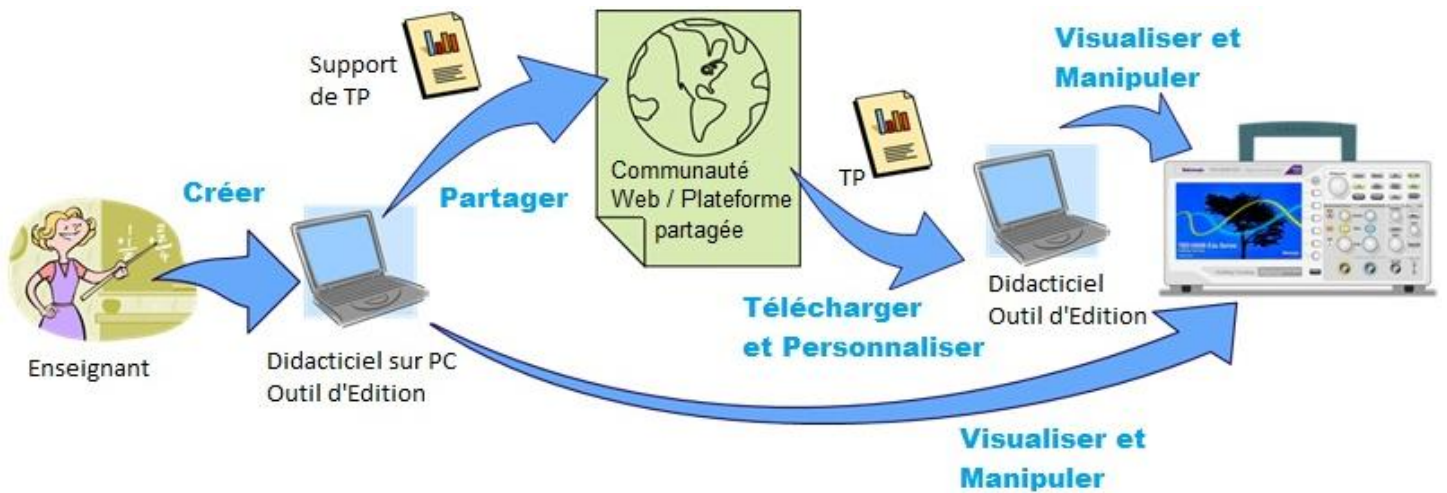 Support
de TP
Visualiser et
Manipuler
Créer
Partager
Communauté
Web / Plateforme
partagée
TP
Tektronix
Enseignant
Didacticiel sur PC
Outil d'Edition
Télécharger
et Personnaliser
Didacticiel
Outil d'Edition
Visualiser et
Manipuler